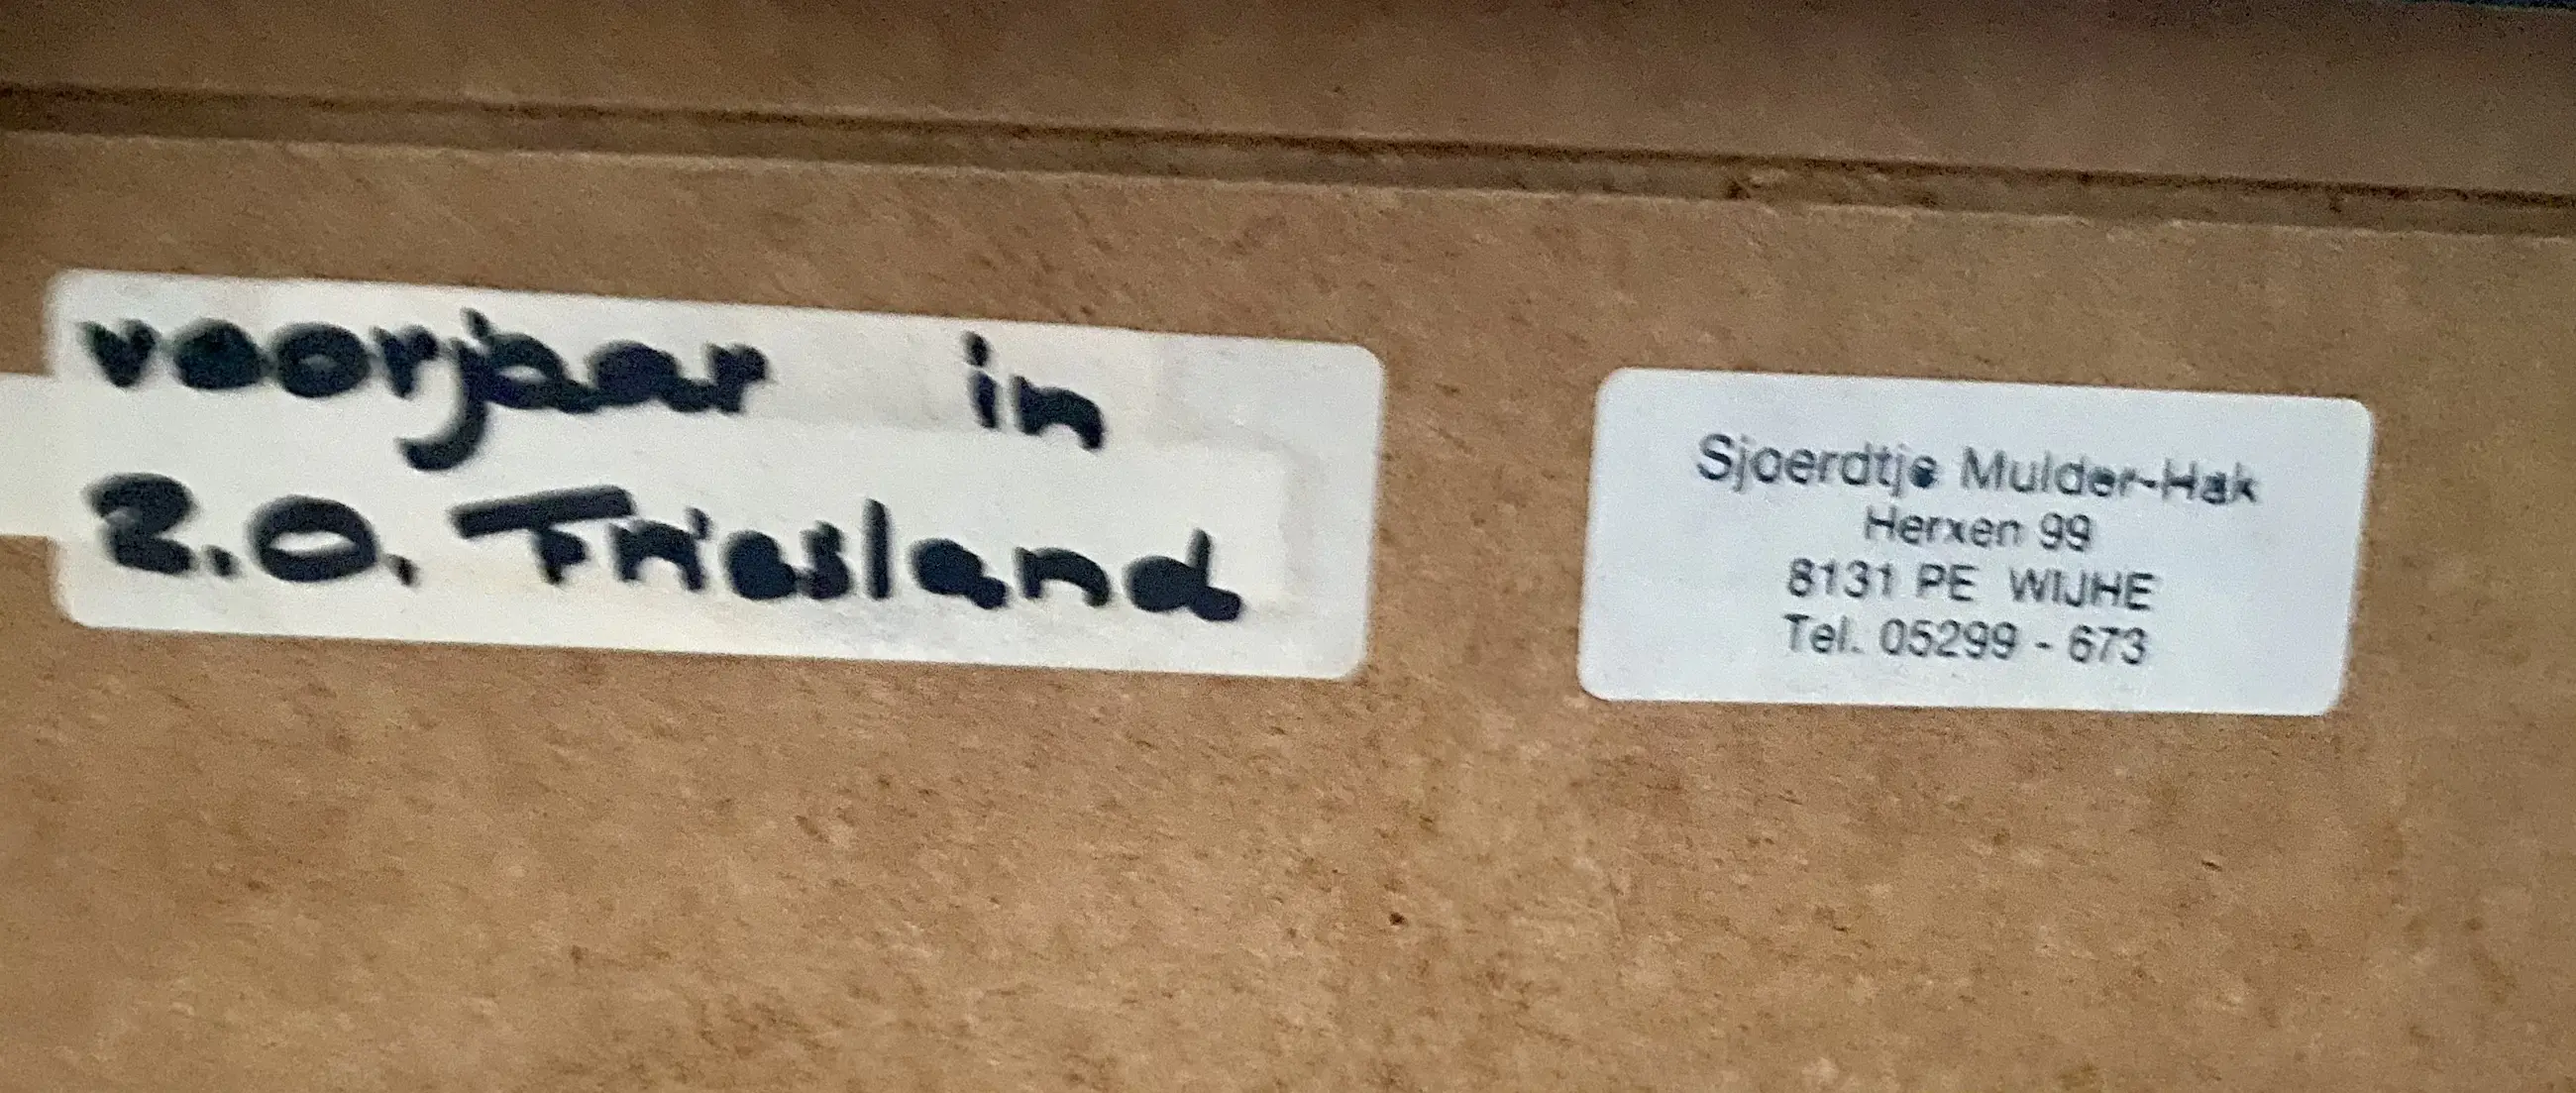 voorjaar in
Z.O. Friesland
Sjoerdtje Mulder-Hak
Herxen 99
8131 PE WIJHE
Tel. 05299 - 673